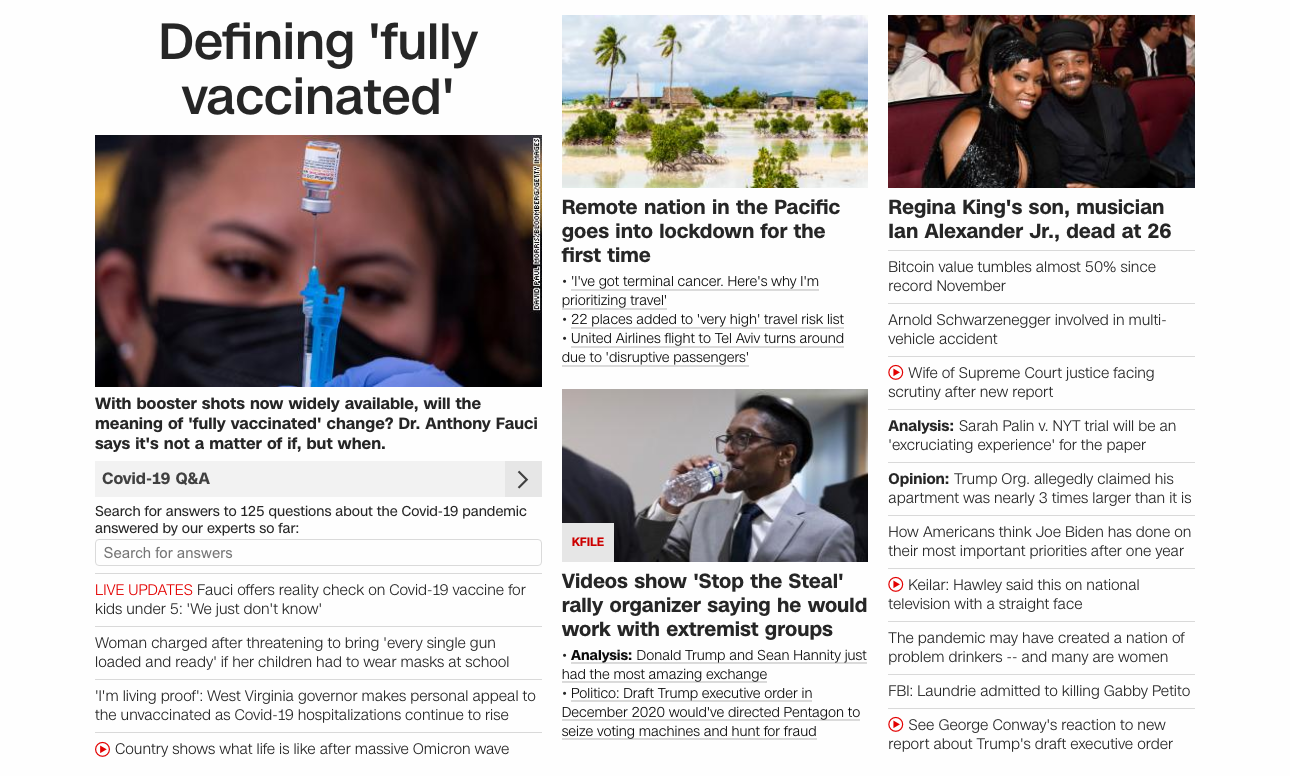 Defining 'fully
vaccinated'
DAVID PAUL MORRIS/BLOOMBERG/GETTY IMAGES
With booster shots now widely available, will the
meaning of 'fully vaccinated' change? Dr. Anthony Fauci
says it's not a matter of if, but when.
Covid-19 Q&A
Search for answers to 125 questions about the Covid-19 pandemic
answered by our experts so far:
Search for answers
LIVE UPDATES Fauci offers reality check on Covid-19 vaccine for
kids under 5: 'We just don't know'
Woman charged after threatening to bring 'every single gun
loaded and ready' if her children had to wear masks at school
'I'm living proof': West Virginia governor makes personal appeal to
the unvaccinated as Covid-19 hospitalizations continue to rise
Country shows what life is like after massive Omicron wave
Remote nation in the Pacific
goes into lockdown for the
first time
• 'I've got terminal cancer. Here's why I'm
prioritizing travel'
• 22 places added to 'very high' travel risk list
• United Airlines flight to Tel Aviv turns around
due to 'disruptive passengers'
KFILE
Videos show 'Stop the Steal'
rally organizer saying he would
work with extremist groups
• Analysis: Donald Trump and Sean Hannity just
had the most amazing exchange
• Politico: Draft Trump executive order in
December 2020 would've directed Pentagon to
seize voting machines and hunt for fraud
Regina King's son, musician
Ian Alexander Jr., dead at 26
Bitcoin value tumbles almost 50% since
record November
Arnold Schwarzenegger involved in multi-
vehicle accident
Wife of Supreme Court justice facing
scrutiny after new report
Analysis: Sarah Palin v. NYT trial will be an
'excruciating experience' for the paper
Opinion: Trump Org. allegedly claimed his
apartment was nearly 3 times larger than it is
How Americans think Joe Biden has done on
their most important priorities after one year
Keilar: Hawley said this on national
television with a straight face
The pandemic may have created a nation of
problem drinkers -- and many are women
FBI: Laundrie admitted to killing Gabby Petito
See George Conway's reaction to new
report about Trump's draft executive order